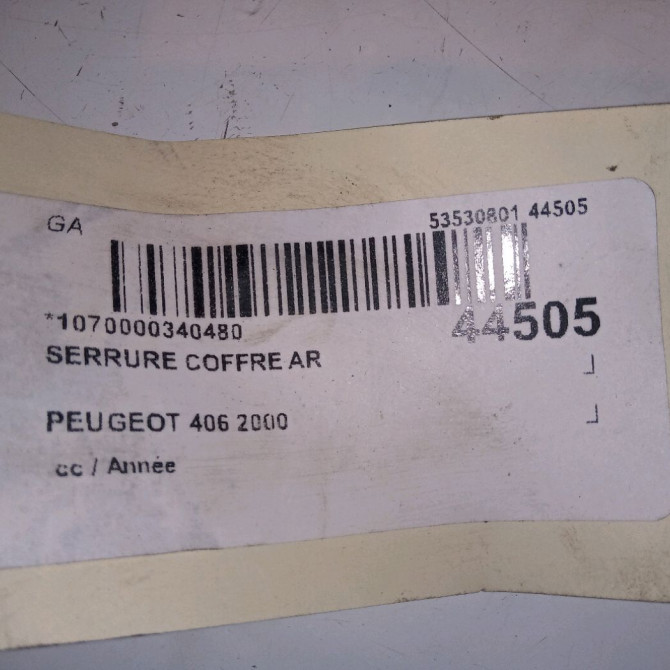 GA
53530801 44505
*1070000340480
44505
SERRURE COFFRE AR
PEUGEOT 406 2000
cc / Année